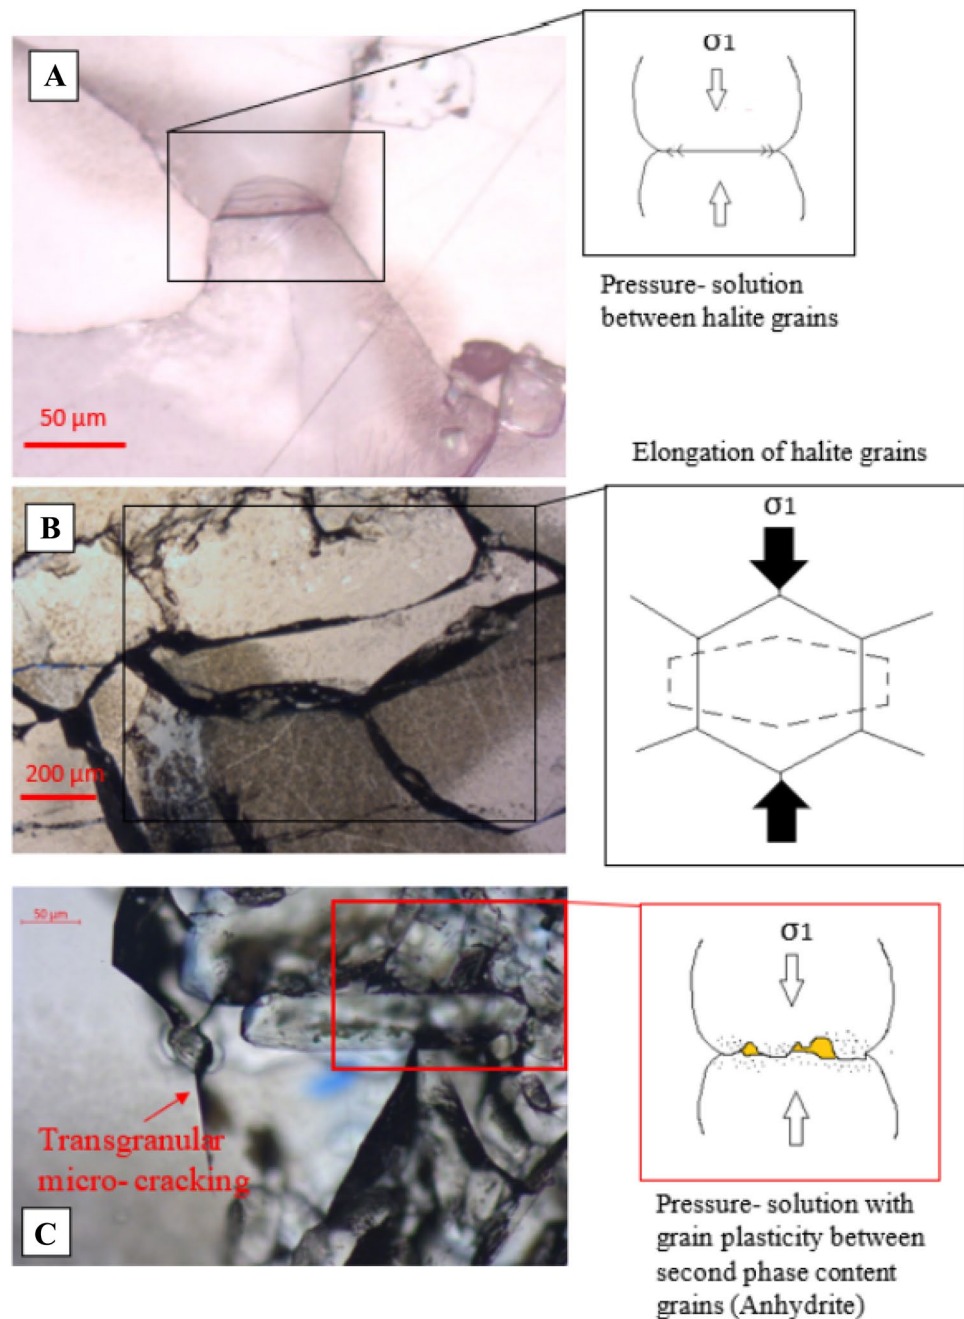 A
σ1
Pressure- solution
between halite grains
50 µm
Elongation of halite grains
B
σ1
200 µm
50 µm
σ1
Transgranular
micro- cracking
C
Pressure- solution with
grain plasticity between
second phase content
grains (Anhydrite)